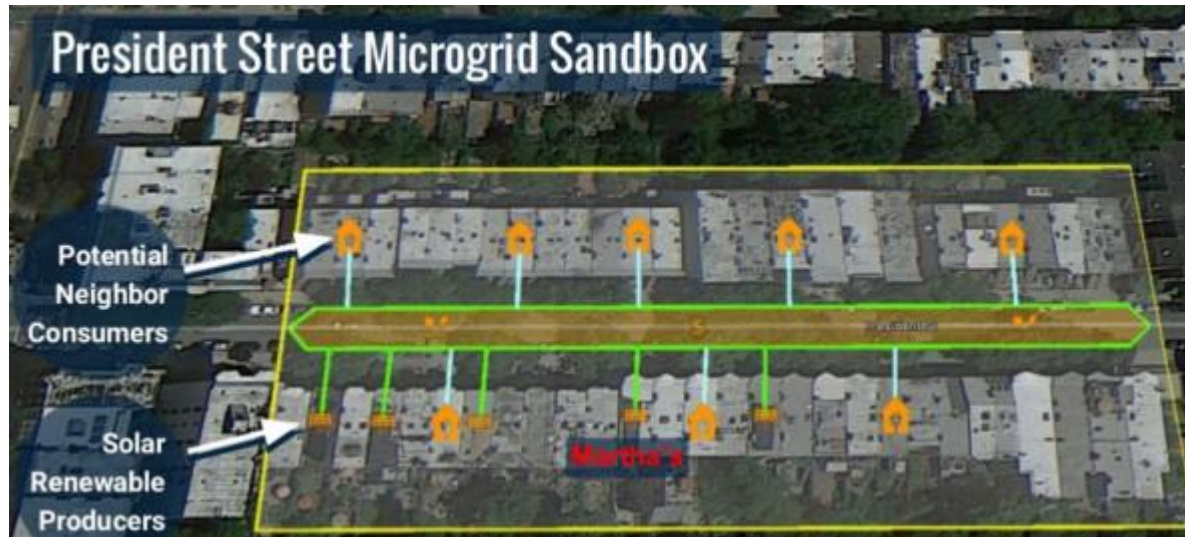 President Street Microgrid Sandbox
Potential
Neighbor
Consumers
Solar
Renewable
Producers
Martha's